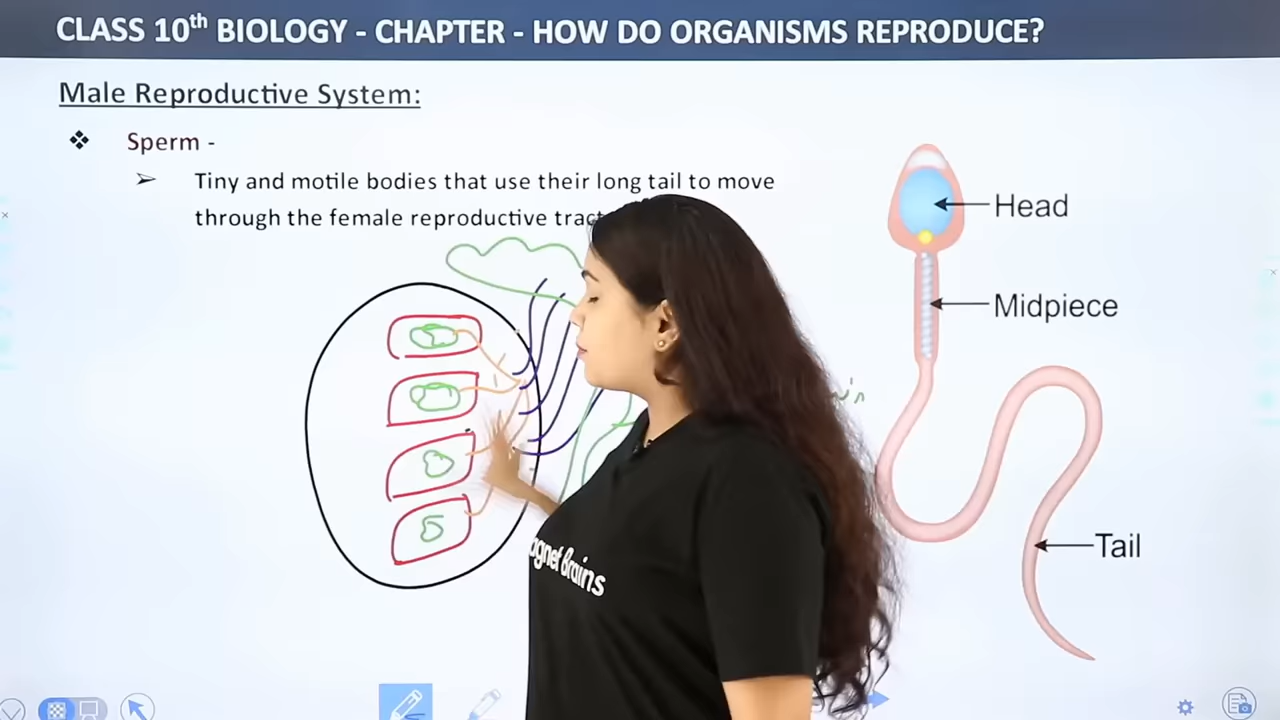 CLASS 10th BIOLOGY - CHAPTER - HOW DO ORGANISMS REPRODUCE?
Male Reproductive System:
Sperm -
Tiny and motile bodies that use their long tail to move
through the female reproductive
Head
Midpiece
Tail
Brains